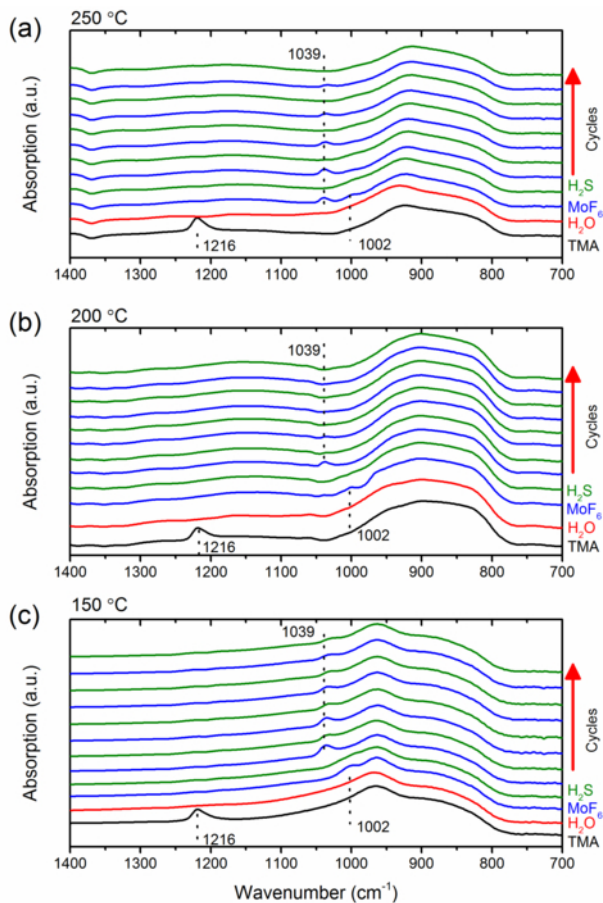 (a) 250 °C
1039
Absorption (a.u.)
Cycles
H₂S
MoF₆
H₂O
TMA
1216
1002
1400 1300 1200 1100 1000 900 800 700
(b) 200 °C
1039
Absorption (a.u.)
Cycles
H₂S
MoF₆
H₂O
TMA
1216
1002
1400 1300 1200 1100 1000 900 800 700
(c) 150 °C
1039
Absorption (a.u.)
Cycles
H₂S
MoF₆
H₂O
TMA
1216
1002
1400 1300 1200 1100 1000 900 800 700
Wavenumber (cm⁻¹)